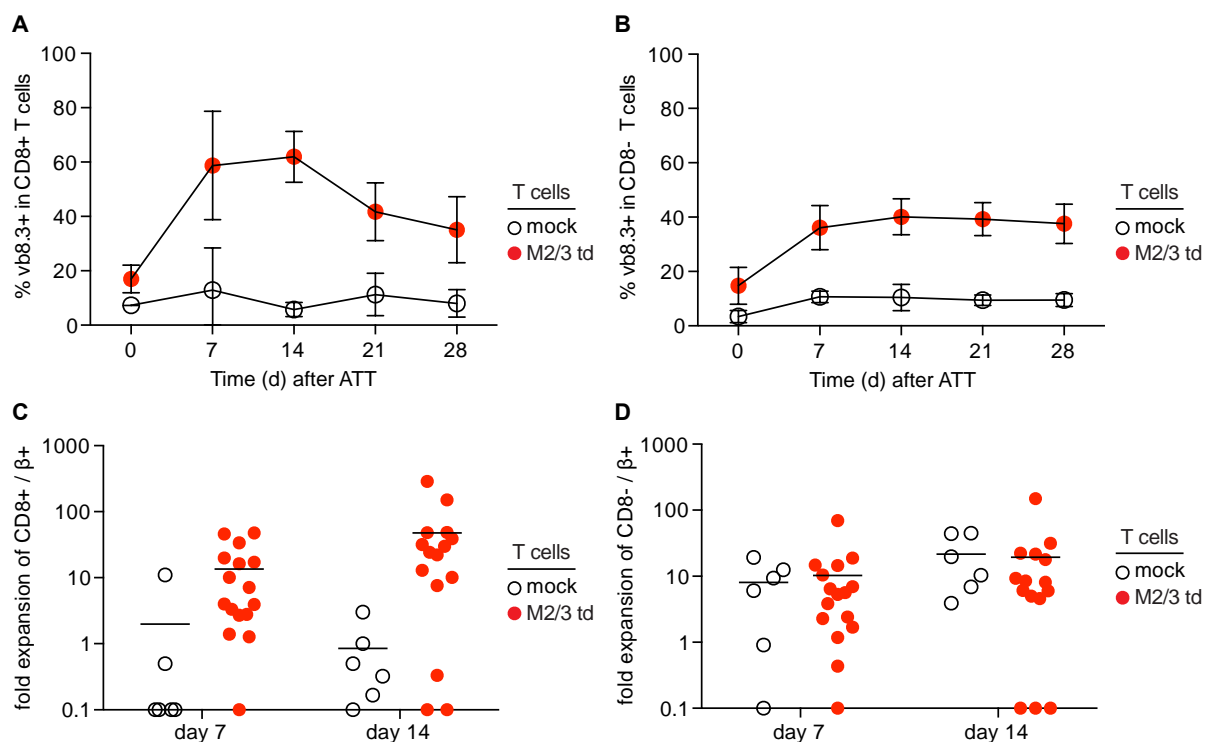 A
% vb8.3+ in CD8+ T cells
100
80
60
40
20
0
0 7 14 21 28
Time (d) after ATT
T cells
mock
M2/3 td
B
% vb8.3+ in CD8- T cells
100
80
60
40
20
0
0 7 14 21 28
Time (d) after ATT
T cells
mock
M2/3 td
C
fold expansion of CD8+ / β+
1000
100
10
1
0.1
day 7 day 14
T cells
mock
M2/3 td
D
fold expansion of CD8- / β+
1000
100
10
1
0.1
day 7 day 14
T cells
mock
M2/3 td